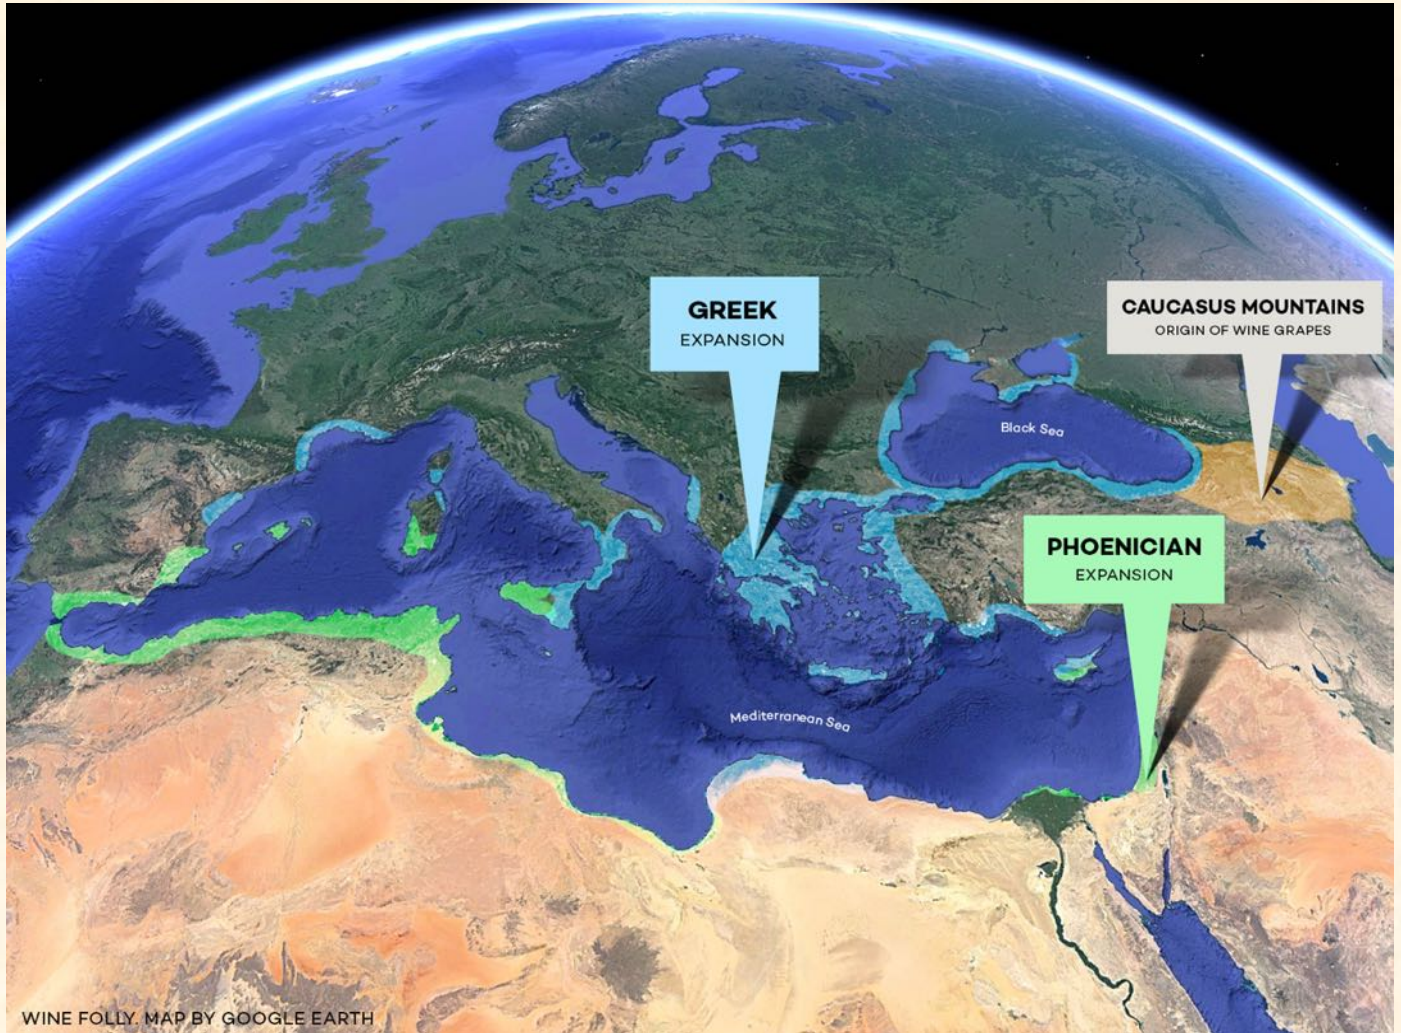 GREEK
EXPANSION
CAUCASUS MOUNTAINS
ORIGIN OF WINE GRAPES
Black Sea
PHOENICIAN
EXPANSION
Mediterranean Sea
WINE FOLLY. MAP BY GOOGLE EARTH